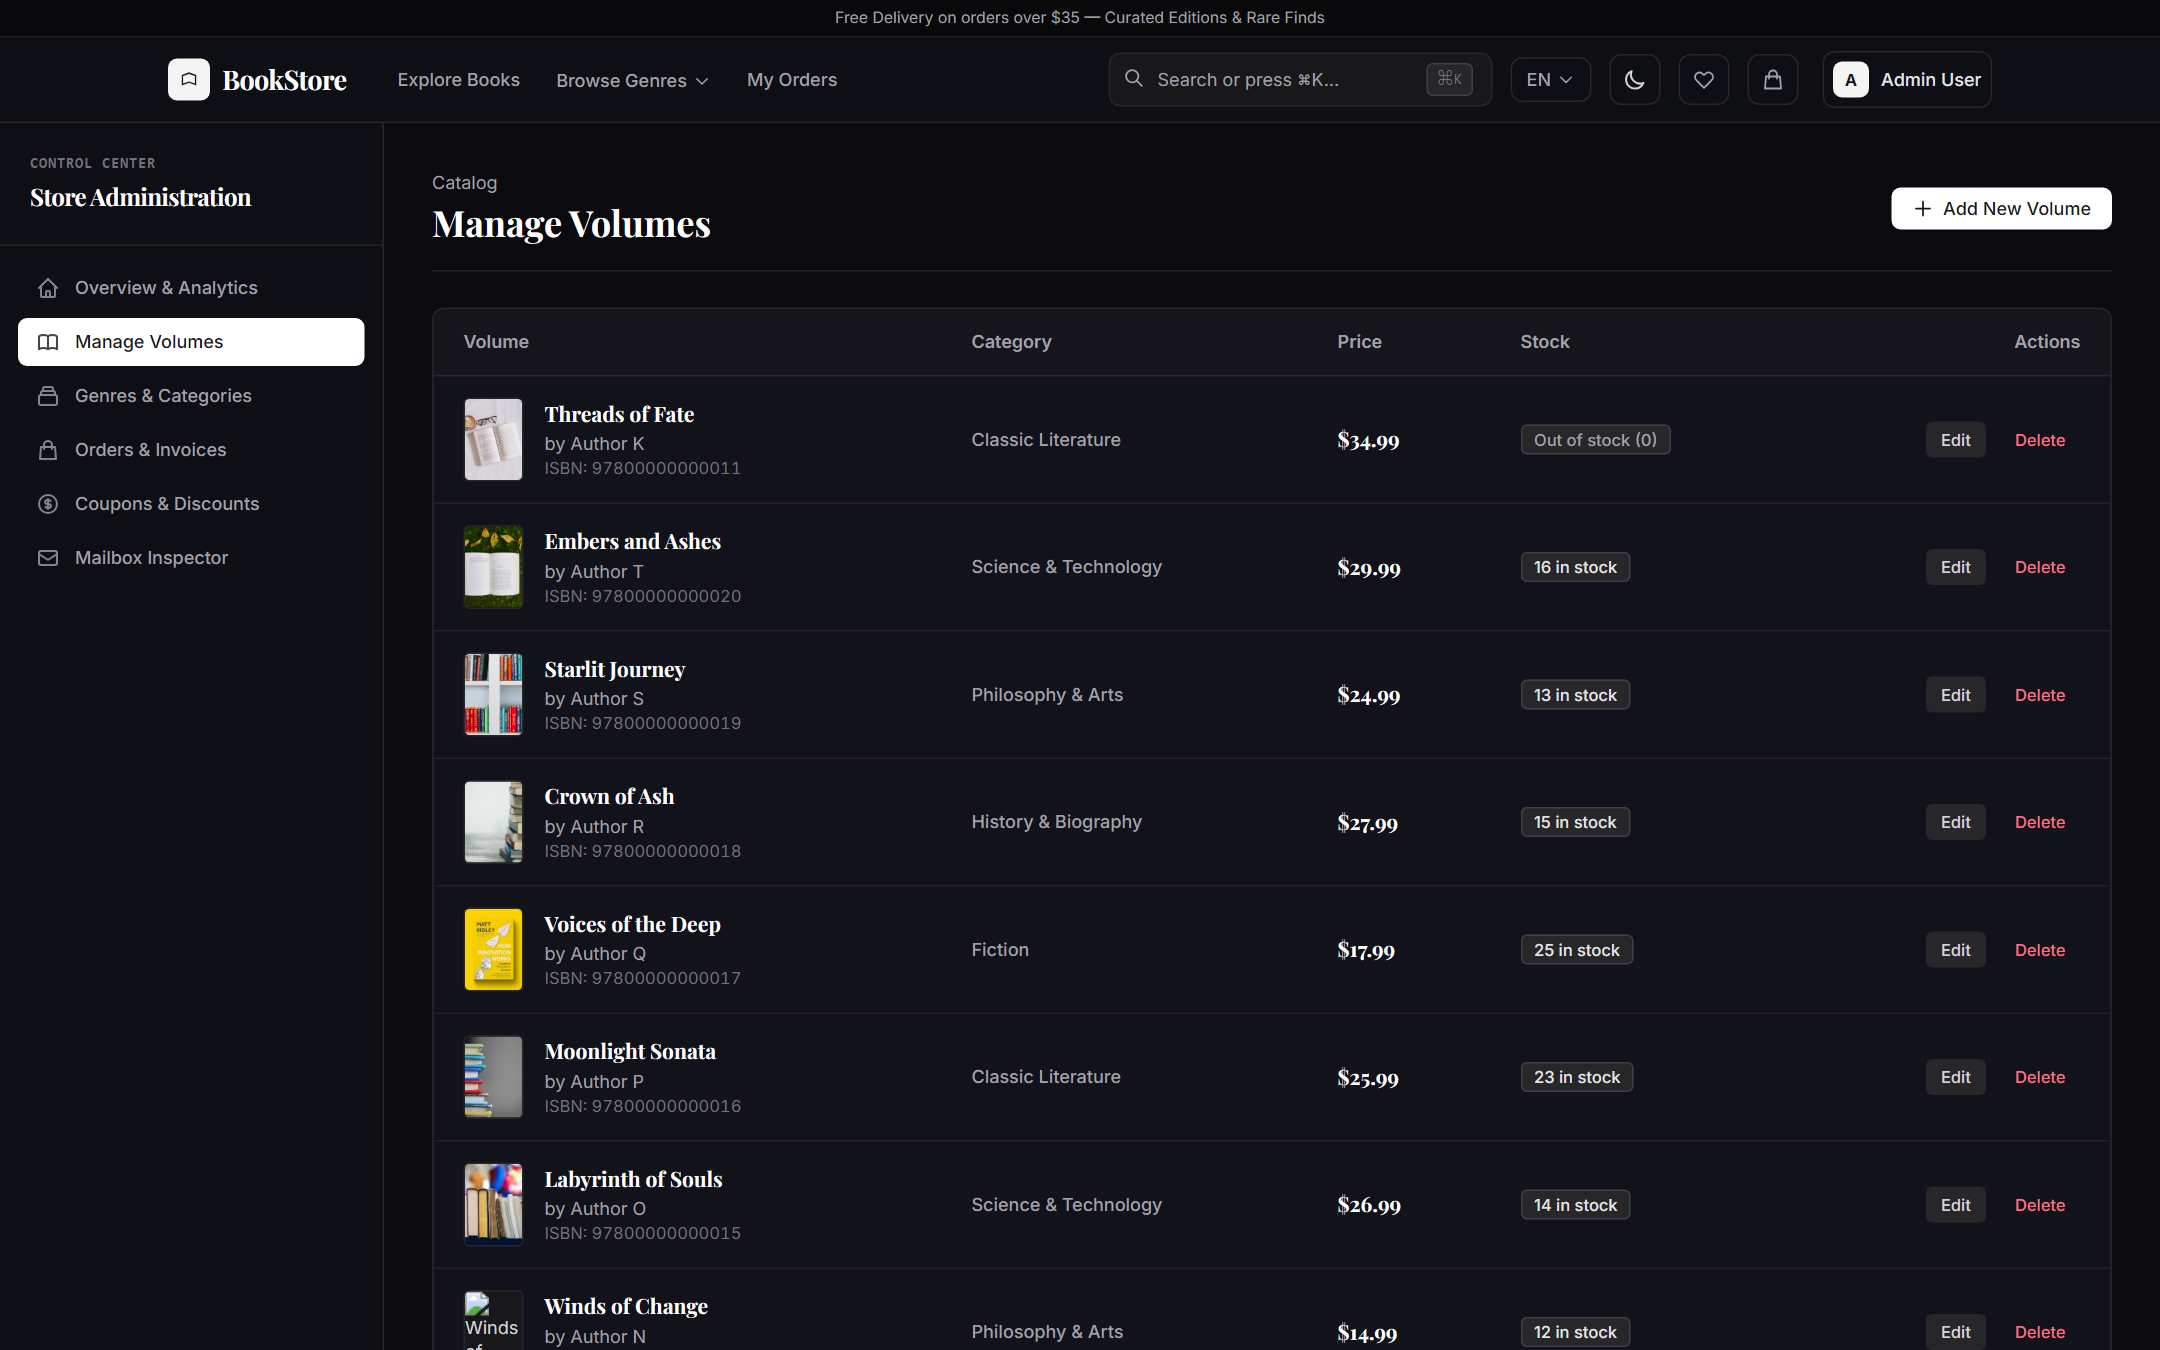 Free Delivery on orders over $35 — Curated Editions & Rare Finds
BookStore
Explore Books
Browse Genres
My Orders
Search or press ⌘K...
⌘K
EN
A
Admin User
CONTROL CENTER
Store Administration
Overview & Analytics
Manage Volumes
Genres & Categories
Orders & Invoices
Coupons & Discounts
Mailbox Inspector
Catalog
Manage Volumes
Add New Volume
Volume Category Price Stock Actions
Threads of Fate
by Author K
ISBN: 97800000000011
Classic Literature
$34.99
Out of stock (0)
Edit
Delete
Embers and Ashes
by Author T
ISBN: 97800000000020
Science & Technology
$29.99
16 in stock
Edit
Delete
Starlit Journey
by Author S
ISBN: 97800000000019
Philosophy & Arts
$24.99
13 in stock
Edit
Delete
Crown of Ash
by Author R
ISBN: 97800000000018
History & Biography
$27.99
15 in stock
Edit
Delete
MATT
RIDLEY
HOW
INNOVATION
WORKS
Voices of the Deep
by Author Q
ISBN: 97800000000017
Fiction
$17.99
25 in stock
Edit
Delete
Moonlight Sonata
by Author P
ISBN: 97800000000016
Classic Literature
$25.99
23 in stock
Edit
Delete
Labyrinth of Souls
by Author O
ISBN: 97800000000015
Science & Technology
$26.99
14 in stock
Edit
Delete
Winds
of
Winds of Change
by Author N
Philosophy & Arts
$14.99
12 in stock
Edit
Delete